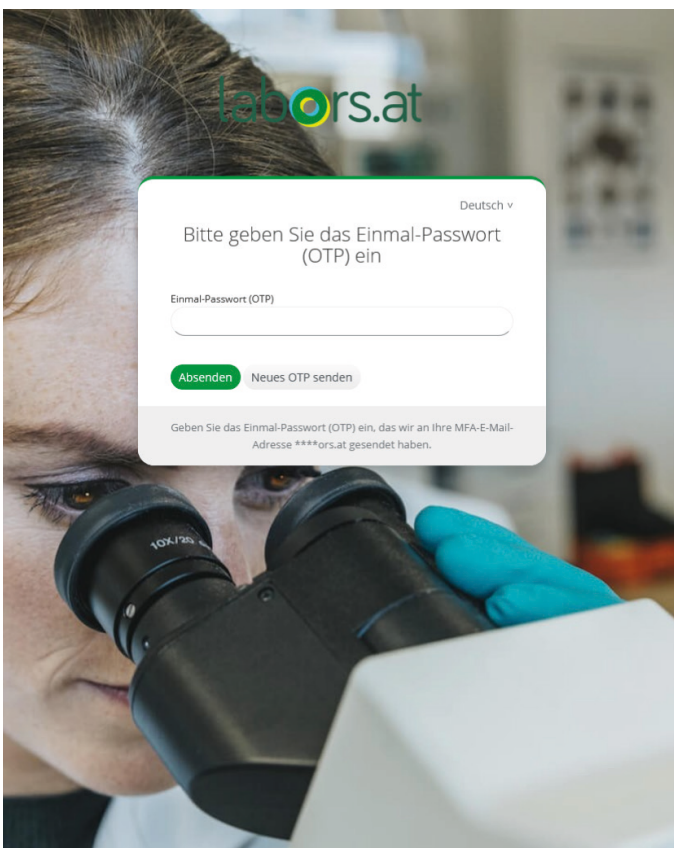 labors.at
Deutsch ˅
Bitte geben Sie das Einmal-Passwort
(OTP) ein
Einmal-Passwort (OTP)
Absenden Neues OTP senden
Geben Sie das Einmal-Passwort (OTP) ein, das wir an Ihre MFA-E-Mail-
Adresse ****ors.at gesendet haben.
10X/20